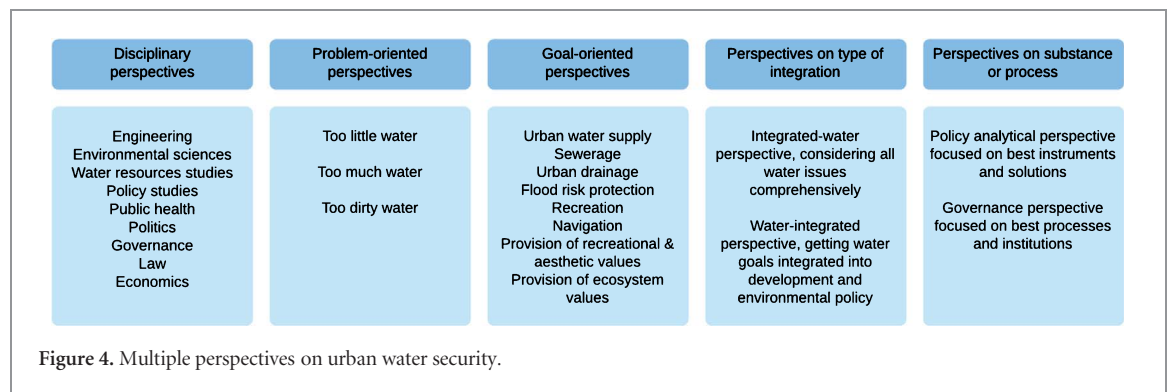 Disciplinary
perspectives
Problem-oriented
perspectives
Goal-oriented
perspectives
Perspectives on type of
integration
Perspectives on substance
or process
Engineering
Environmental sciences
Water resources studies
Policy studies
Public health
Politics
Governance
Law
Economics
Too little water
Too much water
Too dirty water
Urban water supply
Sewerage
Urban drainage
Flood risk protection
Recreation
Navigation
Provision of recreational &
aesthetic values
Provision of ecosystem
values
Integrated-water
perspective, considering all
water issues
comprehensively
Water-integrated
perspective, getting water
goals integrated into
development and
environmental policy
Policy analytical perspective
focused on best instruments
and solutions
Governance perspective
focused on best processes
and institutions
Figure 4. Multiple perspectives on urban water security.